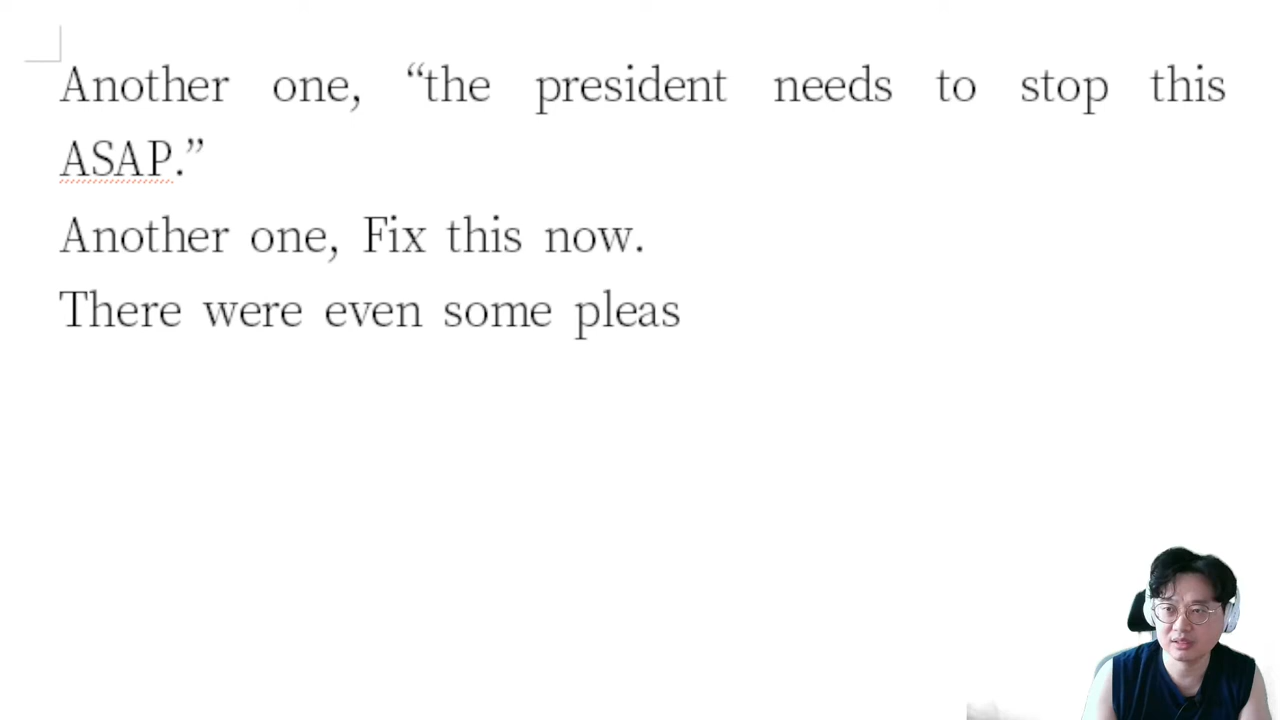 Another one, “the president needs to stop this
ASAP.”
Another one, Fix this now.
There were even some pleas